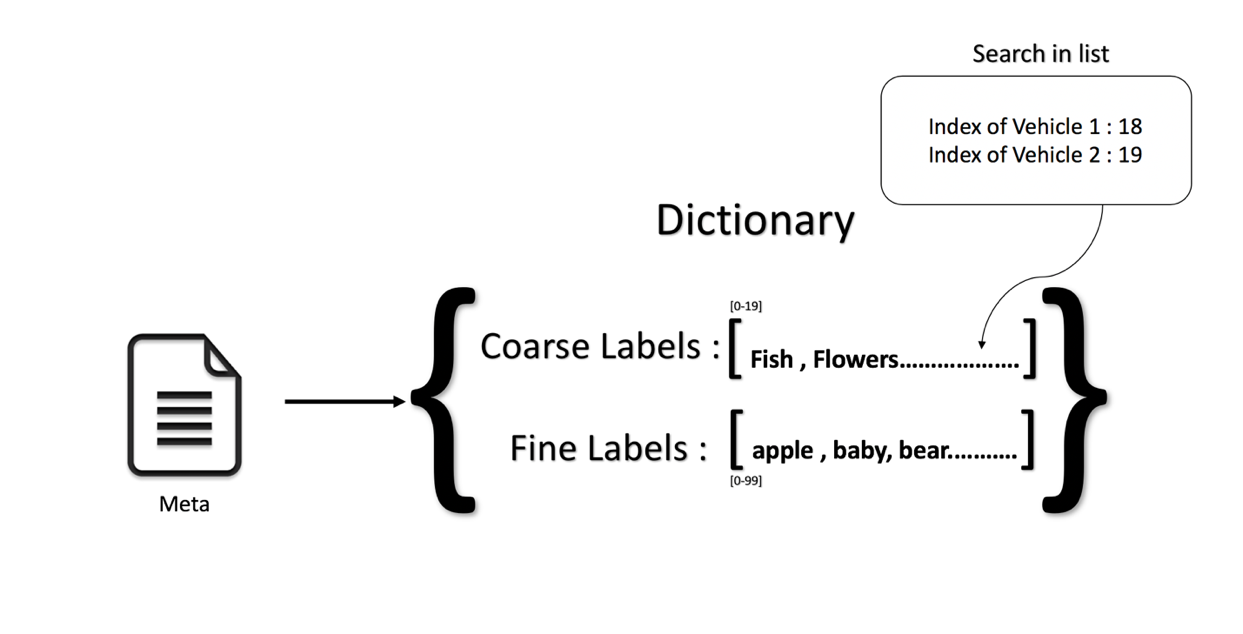 Search in list
Index of Vehicle 1 : 18
Index of Vehicle 2 : 19
Dictionary
[0-19]
Coarse Labels : [ Fish , Flowers................... ]
Fine Labels : [ apple , baby, bear........... ]
[0-99]
Meta